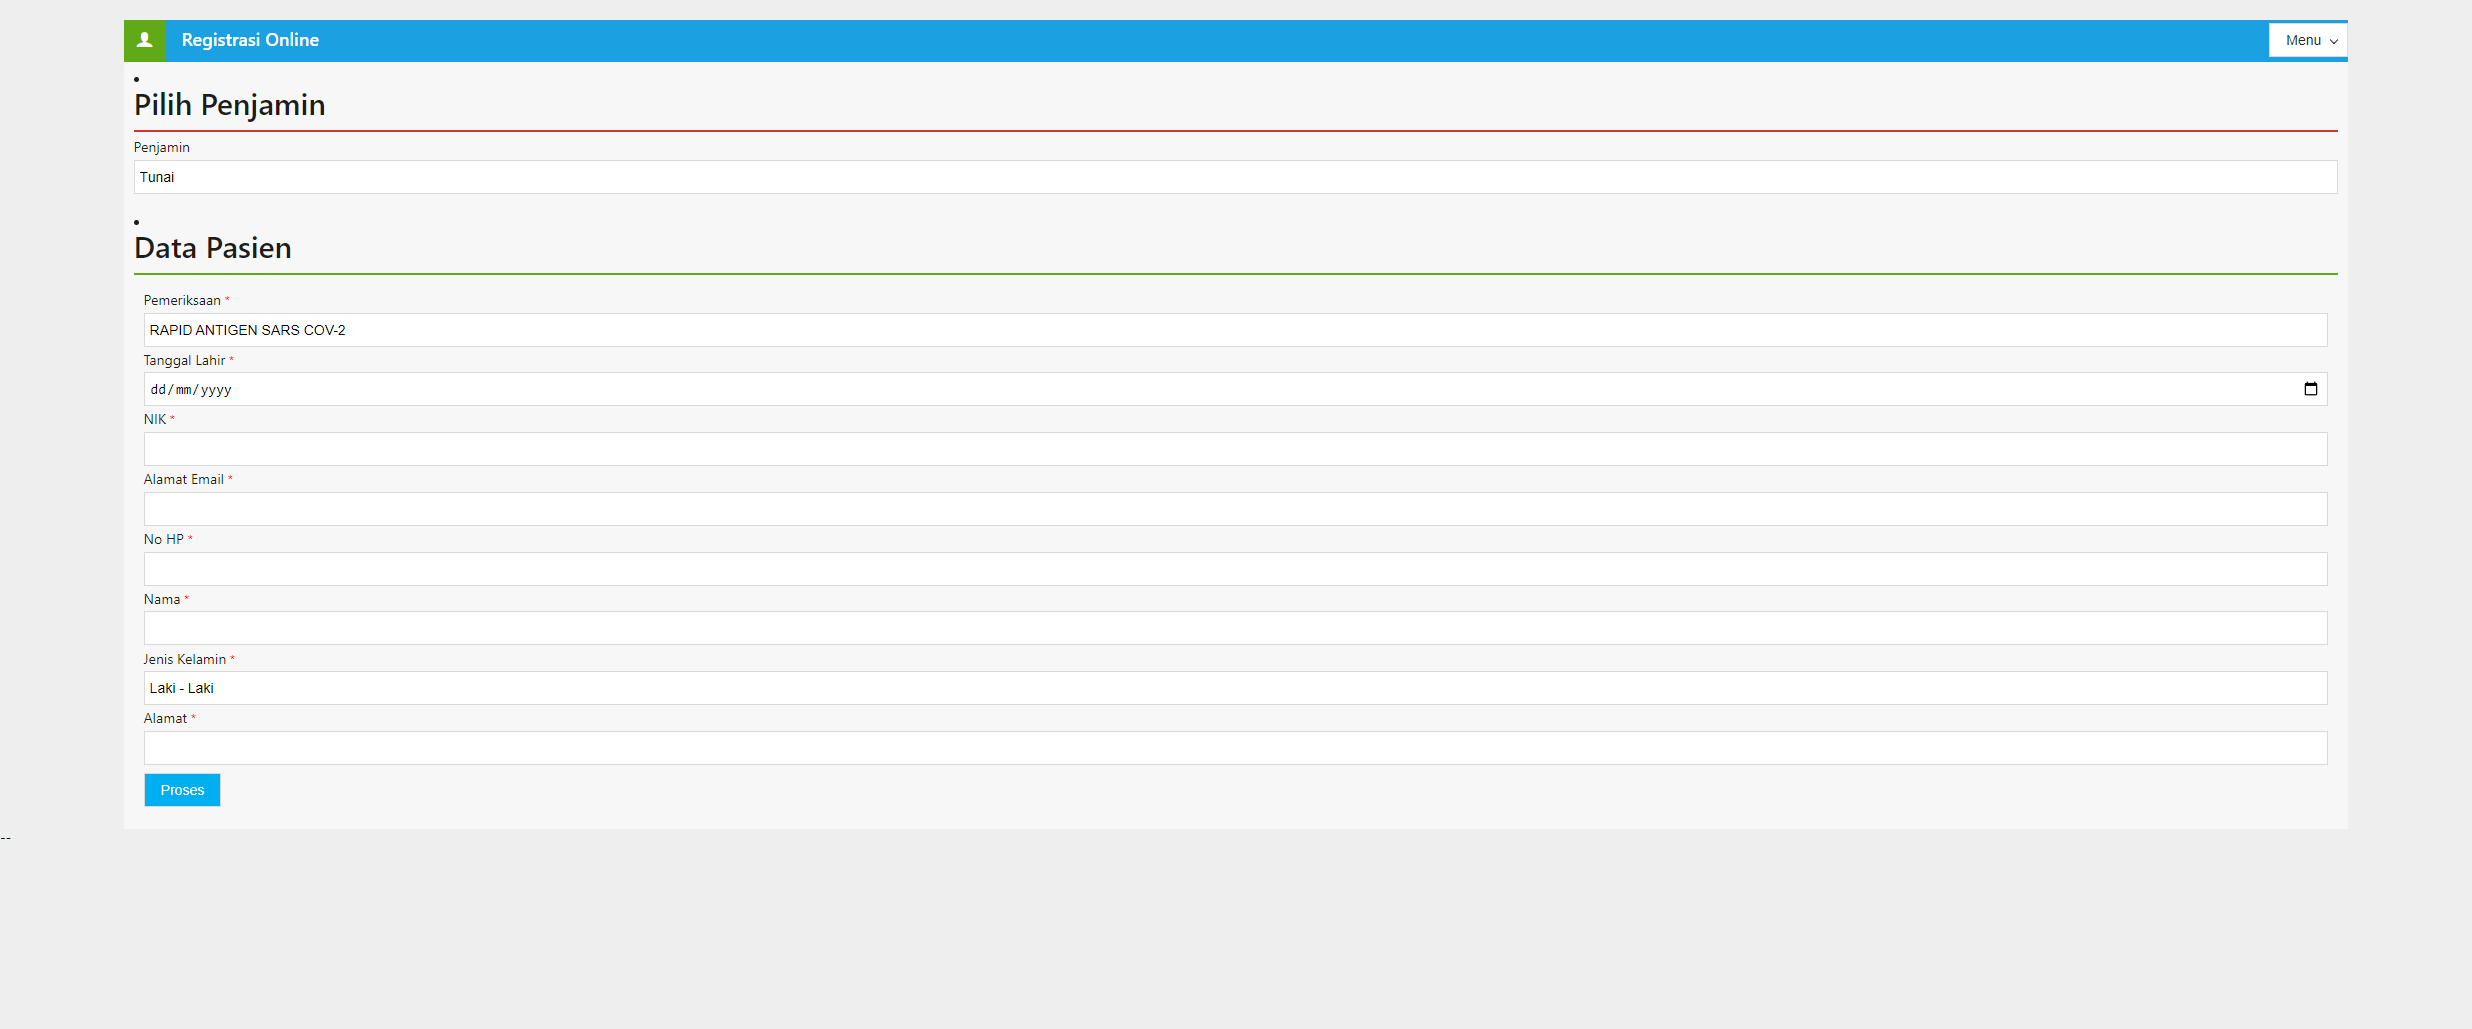 Registrasi Online
Menu
Pilih Penjamin
Penjamin
Tunai
Data Pasien
Pemeriksaan *
RAPID ANTIGEN SARS COV-2
Tanggal Lahir *
dd/mm/yyyy
NIK *
Alamat Email *
No HP *
Nama *
Jenis Kelamin *
Laki - Laki
Alamat *
Proses
--